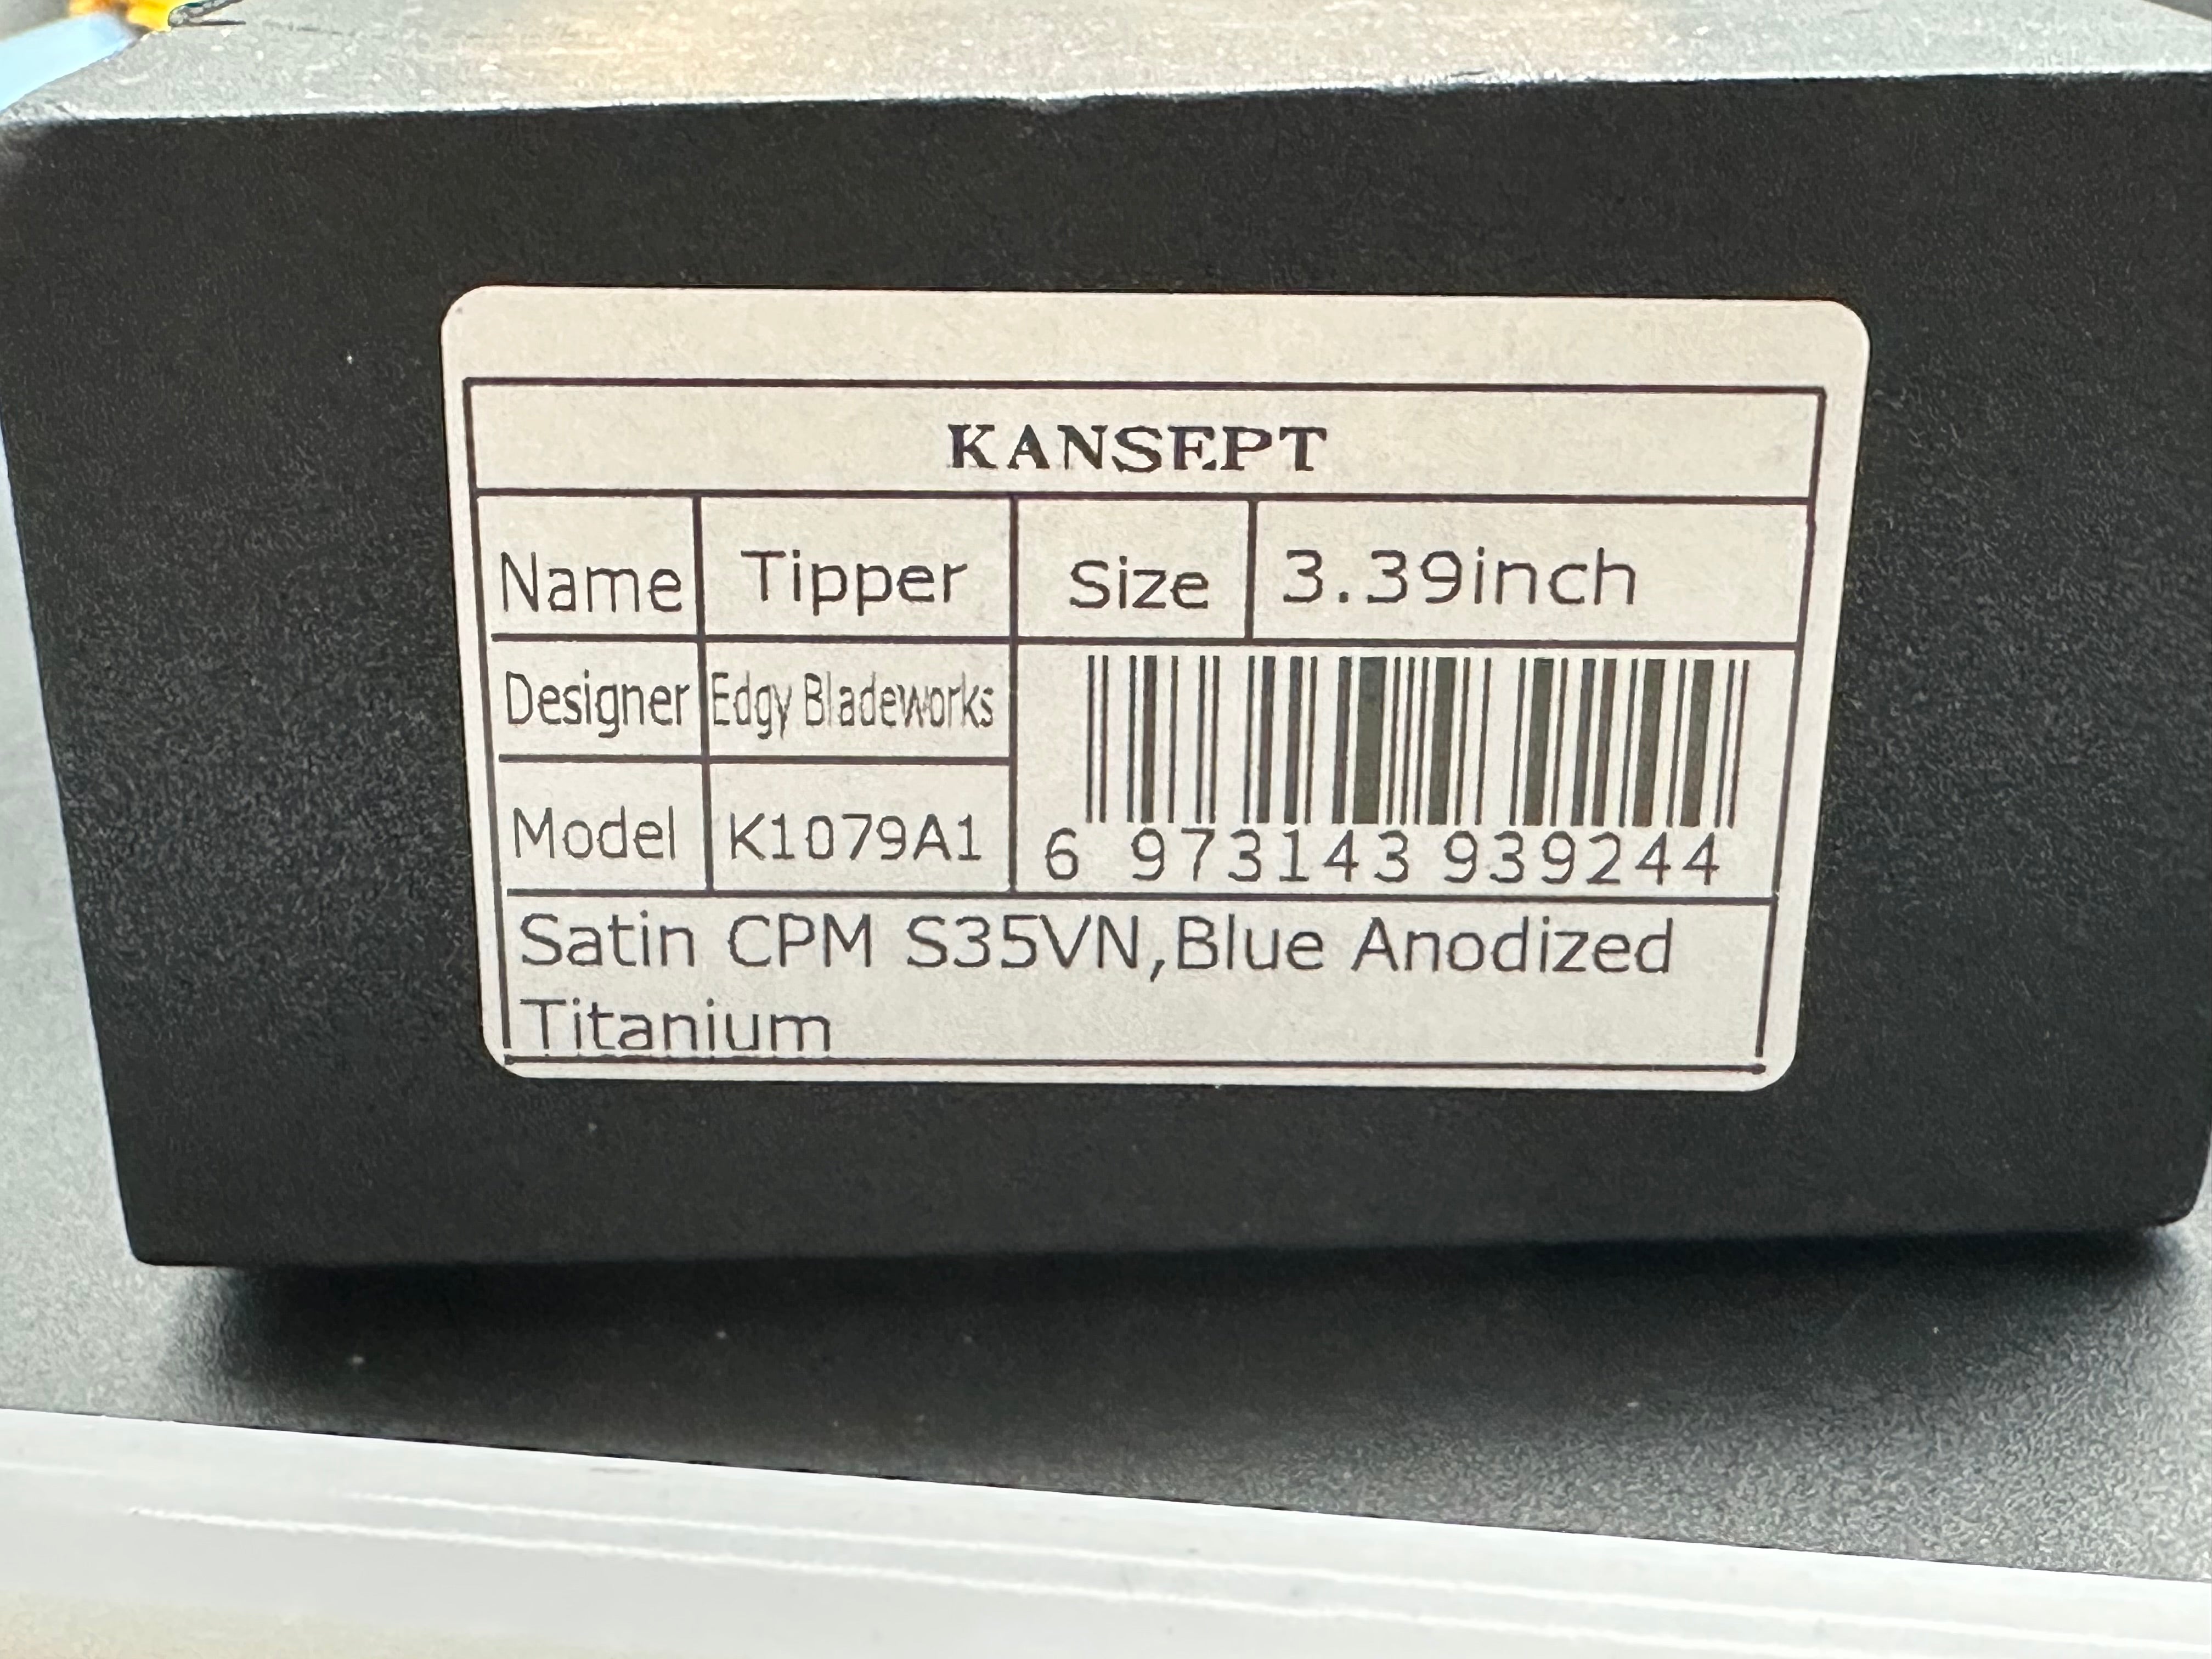 KANSEPT
Name Tipper Size 3.39inch
Designer Edgy Bladeworks
Model K1079A1 6 973143 939244
Satin CPM S35VN,Blue Anodized
Titanium